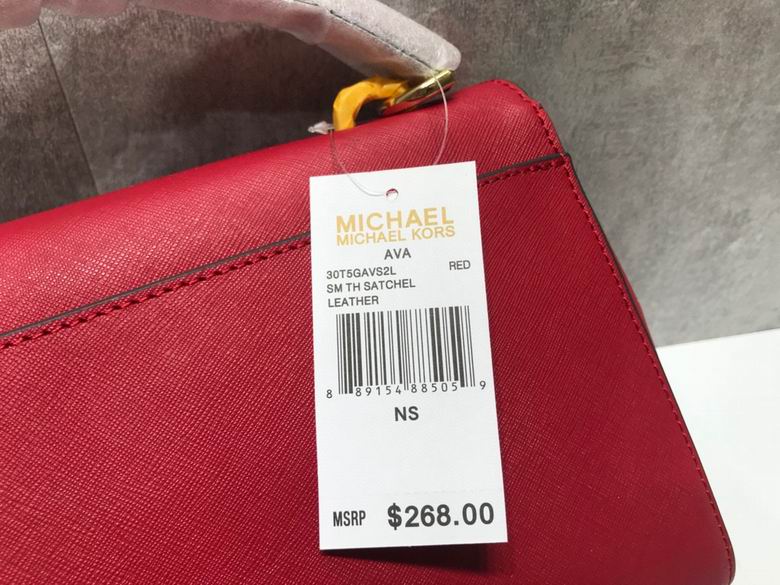 MICHAEL
MICHAEL KORS
AVA
30T5GAVS2L RED
SM TH SATCHEL
LEATHER
8 89154 88505 9
NS
MSRP $268.00